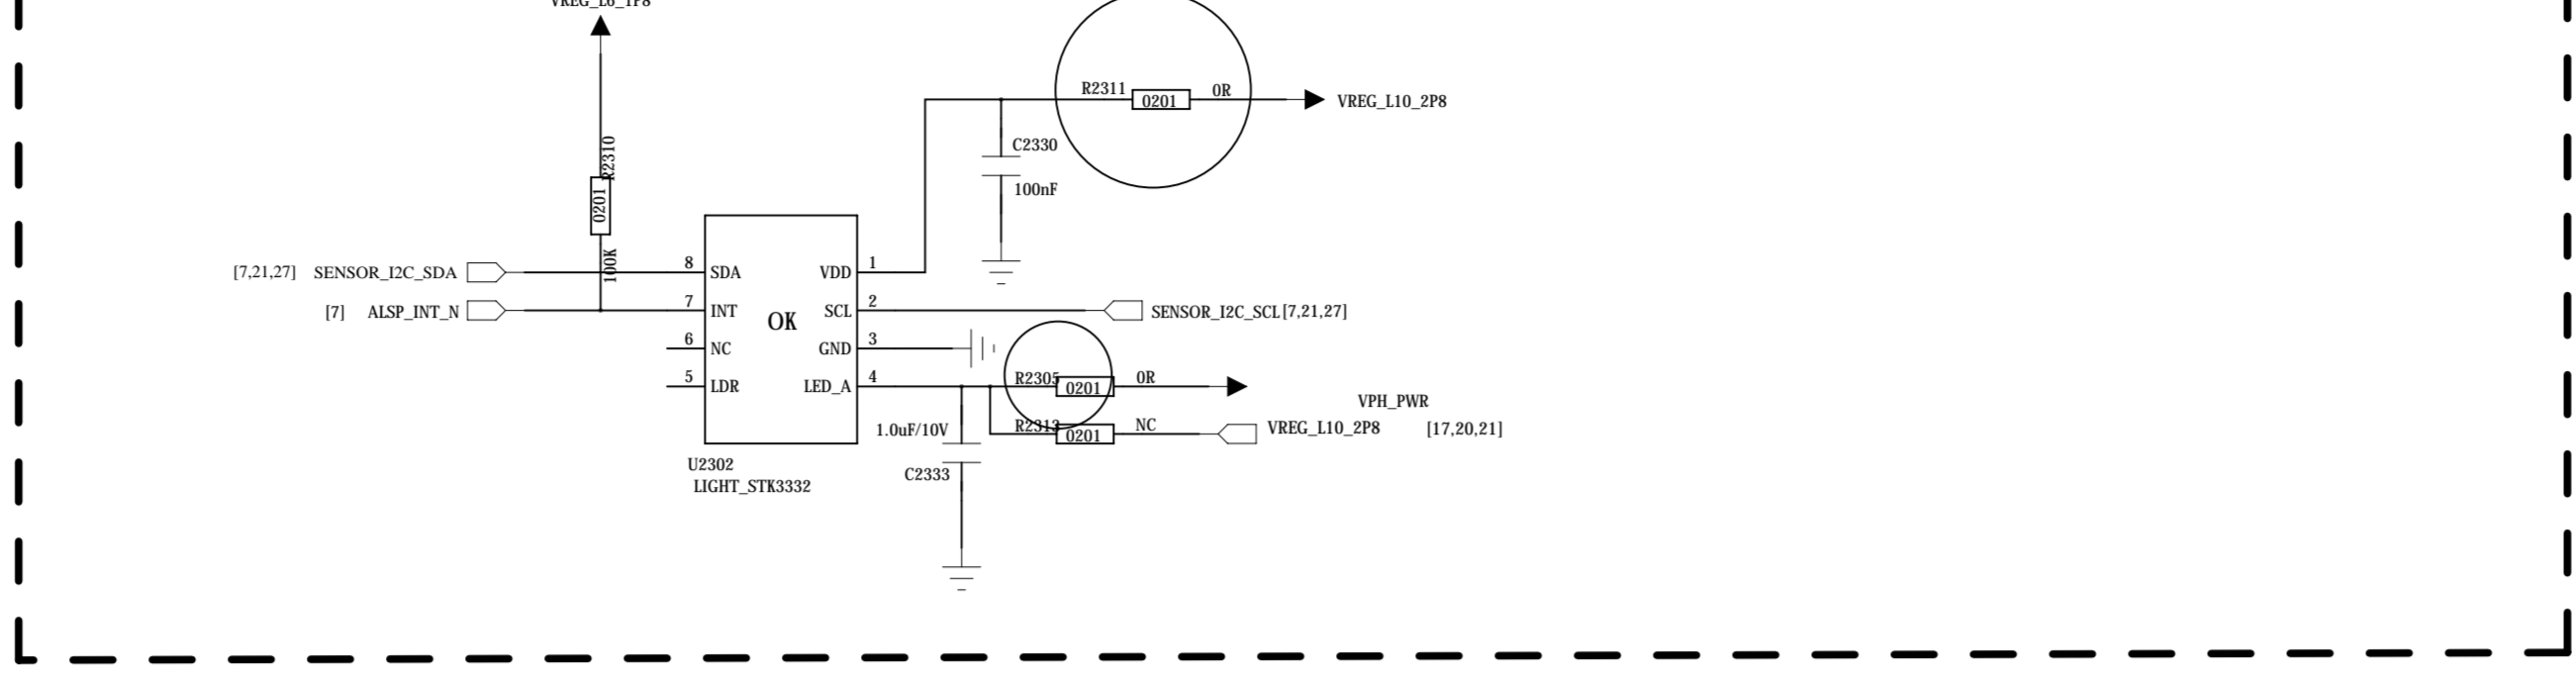 VREG_L6_1P8
R2311 0201 0R VREG_L10_2P8
C2330
100nF
R2310
0201
100K
[7,21,27] SENSOR_I2C_SDA 8 SDA VDD 1
[7] ALSP_INT_N 7 INT SCL 2 SENSOR_I2C_SCL[7,21,27]
OK
6 NC GND 3
5 LDR LED_A 4 R2305 0201 0R
VPH_PWR
1.0uF/10V R2313 0201 NC VREG_L10_2P8 [17,20,21]
U2302
C2333
LIGHT_STK3332